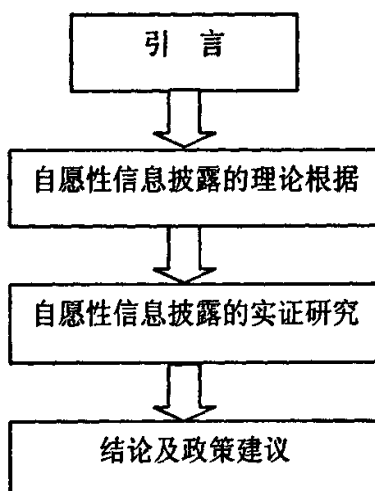 引 言
自愿性信息披露的理论根据
自愿性信息披露的实证研究
结论及政策建议